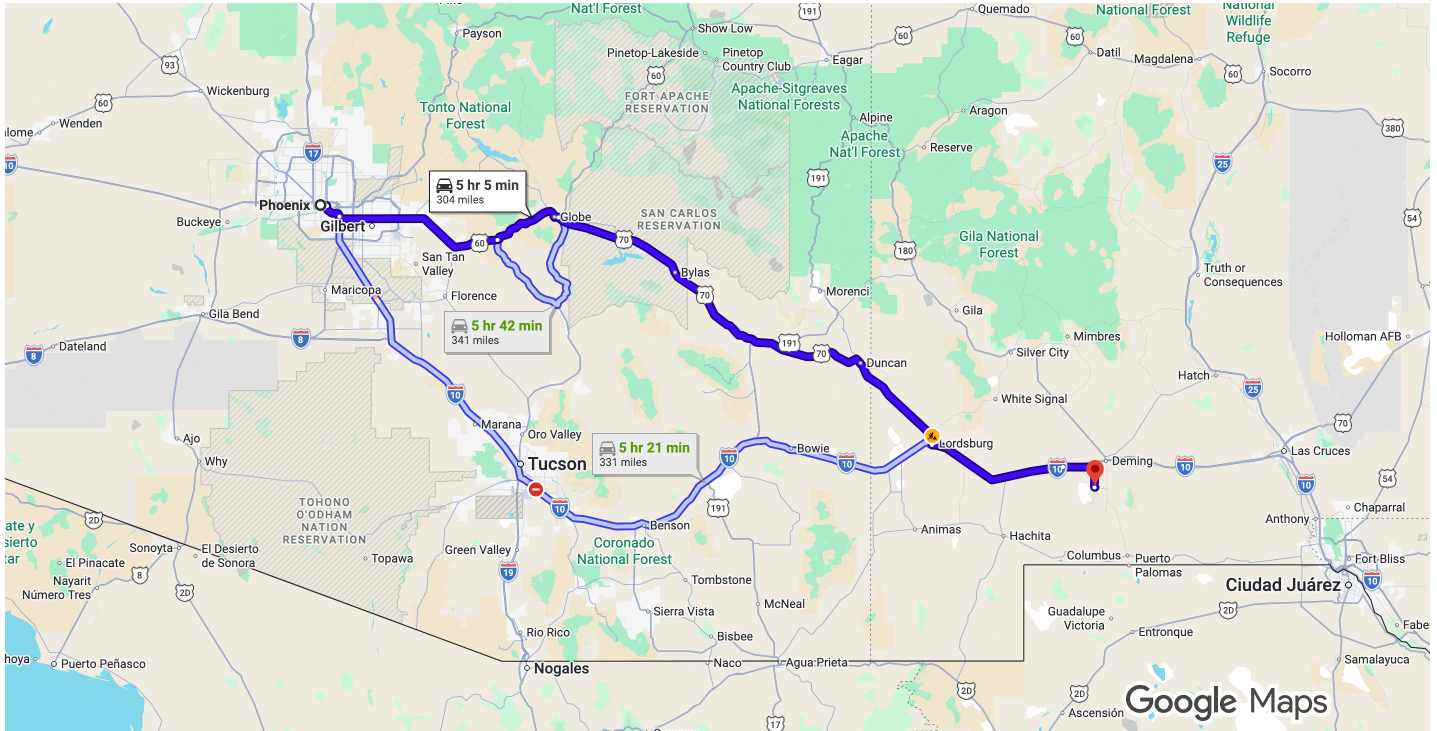 Nat'l Forest
191
Quemado
National Forest
National
Wildlife
Refuge
Payson
Show Low
60
60
Datil
Magdalena
60
Pinetop-Lakeside
Pinetop
Country Club
Eagar
93
60
Socorro
Wickenburg
60
FORT APACHE
RESERVATION
Apache-Sitgreaves
National Forests
Tonto National
Forest
Aragon
Wenden
Alpine
380
17
Apache
Nat'l Forest
Reserve
10
25
5 hr 5 min
304 miles
191
Phoenix
Buckeye
Gilbert
Globe
SAN CARLOS
RESERVATION
54
60
70
180
Gila National
Forest
San Tan
Valley
Bylas
Truth or
Consequences
Maricopa
Florence
70
Morenci
Gila
Gila Bend
5 hr 42 min
341 miles
8
191
70
Mimbres
Holloman AFB
8
Dateland
Duncan
Silver City
Hatch
25
10
White Signal
Marana
Oro Valley
70
Ajo
5 hr 21 min
331 miles
Lordsburg
Why
Bowie
Las Cruces
Tucson
10
10
10
Deming
10
54
10
TOHONO
O'ODHAM
NATION
RESERVATION
10
191
Chaparral
2D
Benson
Animas
Hachita
Anthony
Sonoyta
El Desierto
de Sonora
Topawa
Green Valley
Coronado
National Forest
Columbus
Puerto
Palomas
Fort Bliss
El Pinacate
8
19
Tombstone
10
Nayarit
Número Tres
2D
Ciudad Juárez
Sierra Vista
McNeal
Guadalupe
Victoria
2D
Rio Rico
Bisbee
Entronque
Puerto Peñasco
Nogales
Naco
Agua Prieta
Samalayuca
2D
2D
Google Maps
Ascensión
17